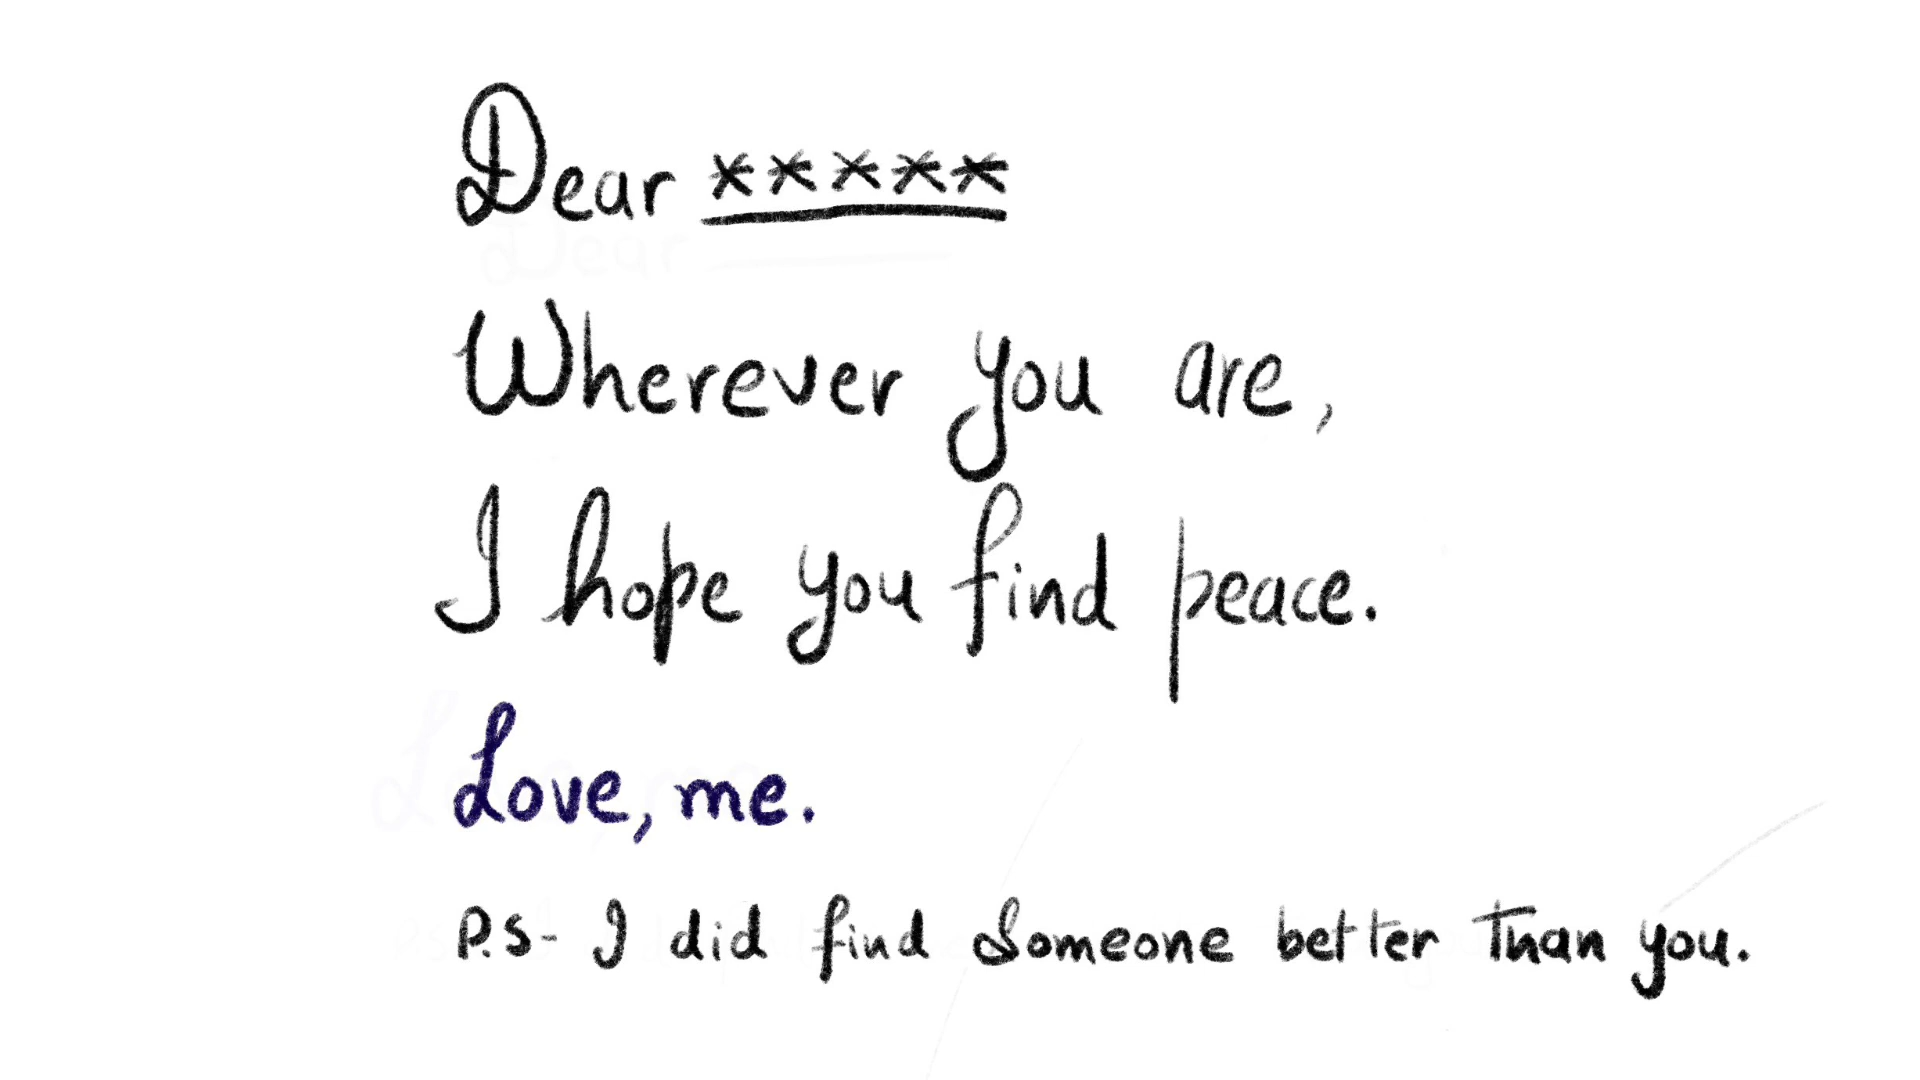 Dear *****
Wherever you are,
I hope you find peace.
Love, me.
P.S- I did find someone better than you.